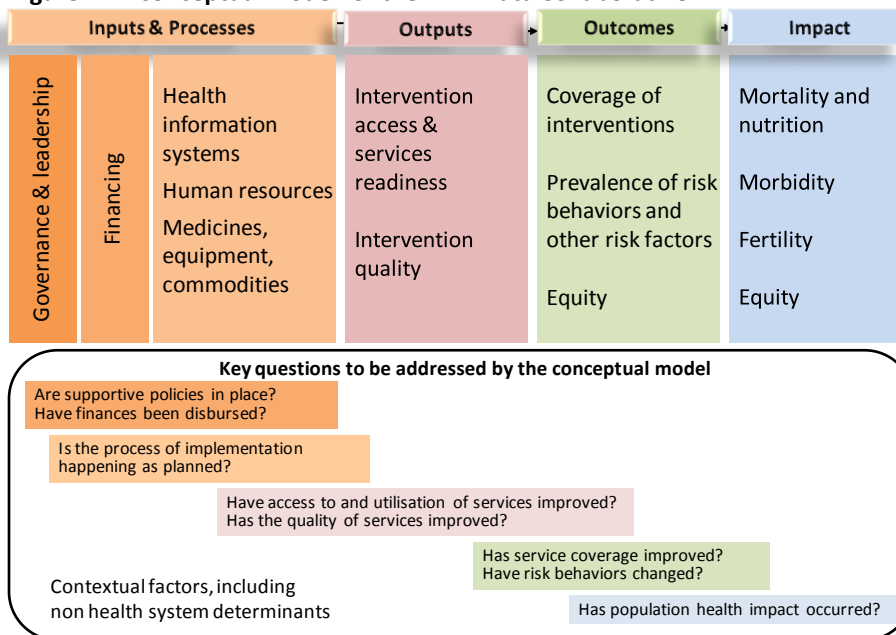 Inputs & Processes
Outputs
Outcomes
Impact
Governance & leadership
Financing
Health
information
systems
Human resources
Medicines,
equipment,
commodities
Intervention
access &
services
readiness
Intervention
quality
Coverage of
interventions
Prevalence of risk
behaviors and
other risk factors
Equity
Mortality and
nutrition
Morbidity
Fertility
Equity
Key questions to be addressed by the conceptual model
Are supportive policies in place?
Have finances been disbursed?
Is the process of implementation
happening as planned?
Have access to and utilisation of services improved?
Has the quality of services improved?
Has service coverage improved?
Have risk behaviors changed?
Contextual factors, including
non health system determinants
Has population health impact occurred?